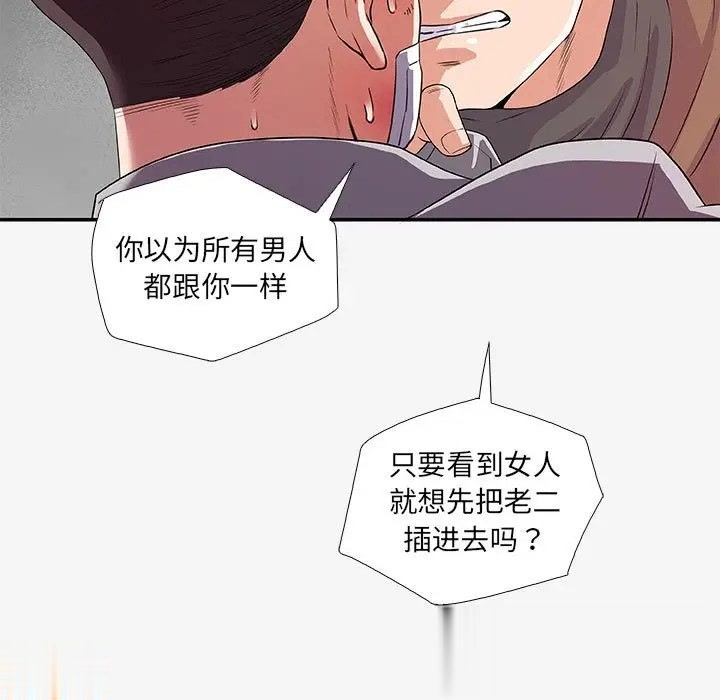 你以为所有男人
都跟你一样
只要看到女人
就想先把老二
插进去吗？